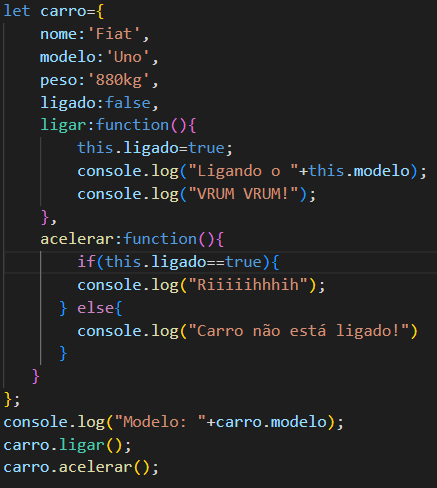 let carro={
nome:'Fiat',
modelo:'Uno',
peso:'880kg',
ligado:false,
ligar:function(){
this.ligado=true;
console.log("Ligando o "+this.modelo);
console.log("VRUM VRUM!");
},
acelerar:function(){
if(this.ligado==true){
console.log("Riiiiihhhih");
} else{
console.log("Carro não está ligado!")
}
}
};
console.log("Modelo: "+carro.modelo);
carro.ligar();
carro.acelerar();